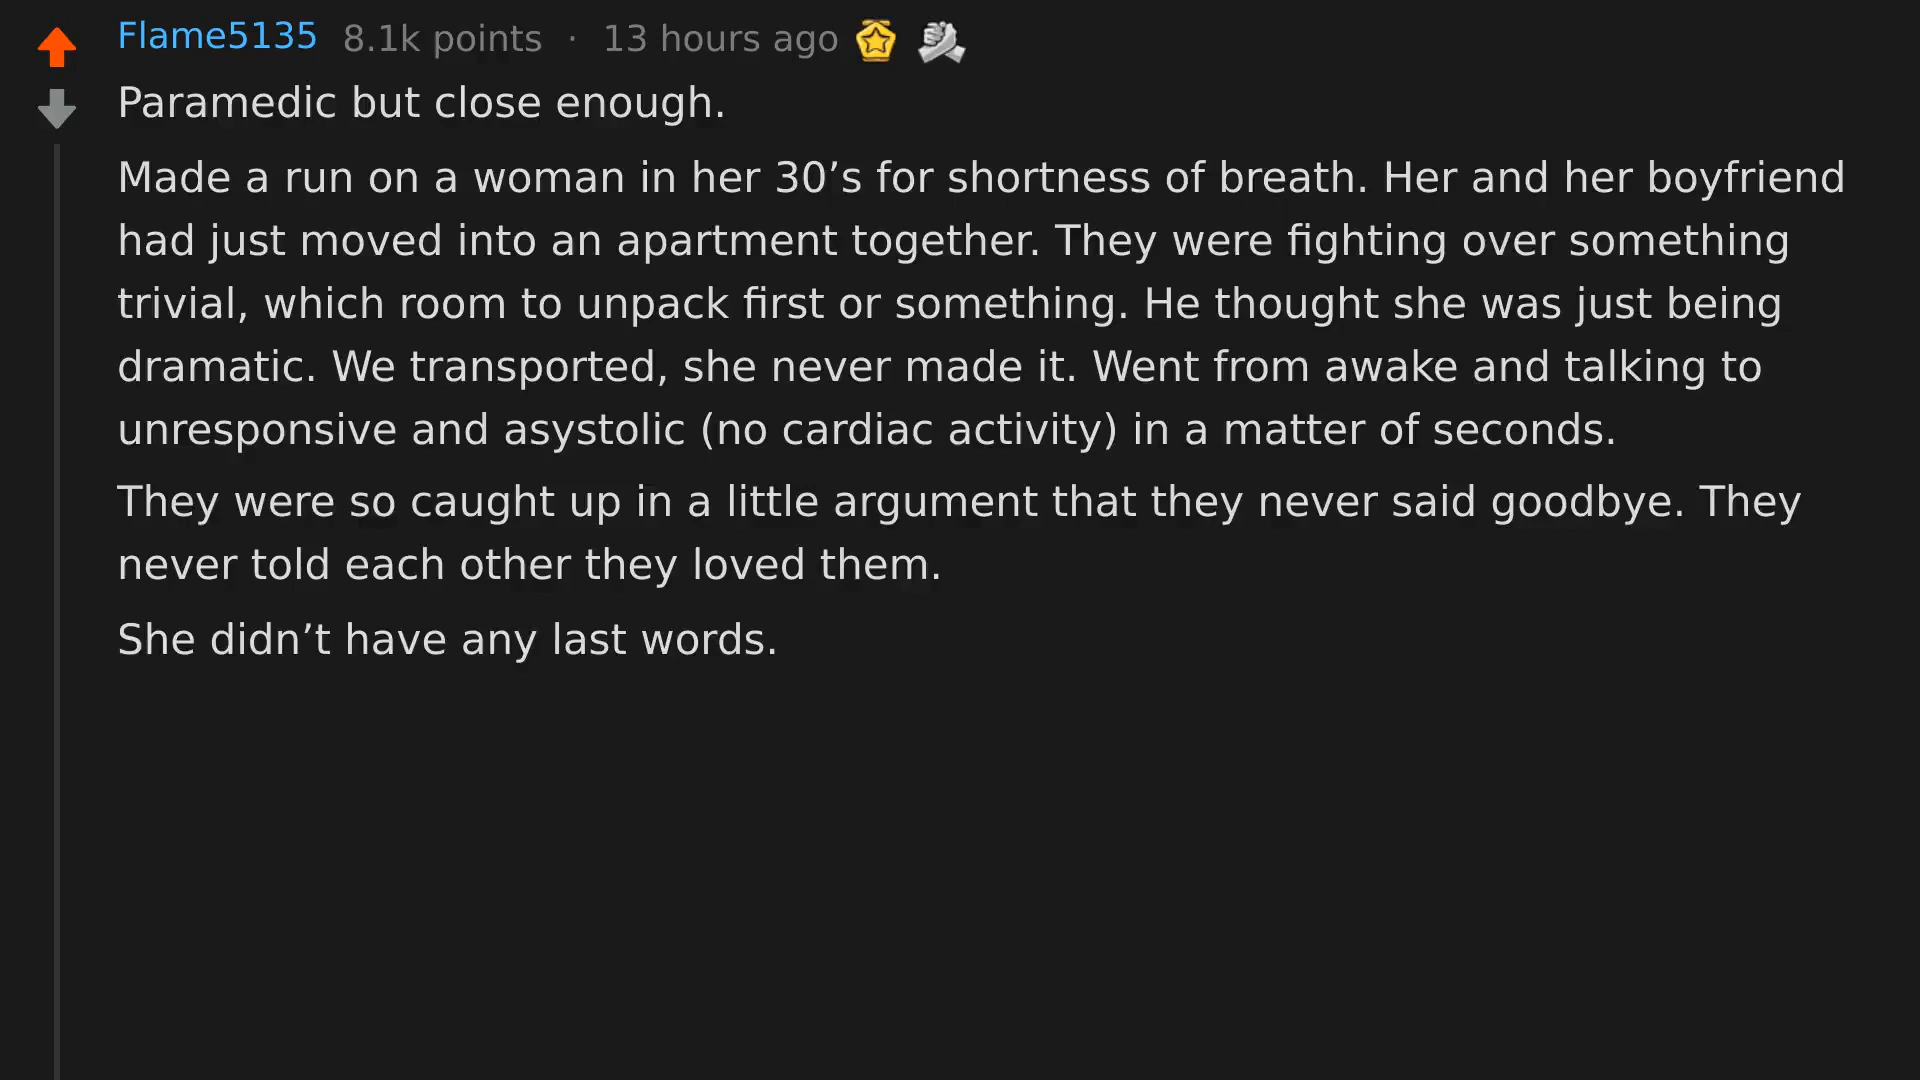 Flame5135 8.1k points · 13 hours ago
Paramedic but close enough.
Made a run on a woman in her 30’s for shortness of breath. Her and her boyfriend
had just moved into an apartment together. They were fighting over something
trivial, which room to unpack first or something. He thought she was just being
dramatic. We transported, she never made it. Went from awake and talking to
unresponsive and asystolic (no cardiac activity) in a matter of seconds.
They were so caught up in a little argument that they never said goodbye. They
never told each other they loved them.
She didn’t have any last words.